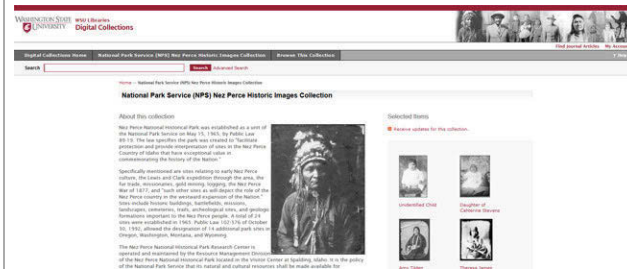 WASHINGTON STATE UNIVERSITY
WSU Libraries
Digital Collections
Find Journal Articles My Accou
Digital Collections Home National Park Service (NPS) Nez Perce Historic Images Collection Browse This Collection
Search Search Advanced Search
Home » National Park Service (NPS) Nez Perce Historic Images Collection
National Park Service (NPS) Nez Perce Historic Images Collection
About this collection
Nez Perce National Historical Park was established as a unit of
the National Park Service on May 15, 1965, by Public Law
89-19. The law specifies the park was created to "facilitate
protection and provide interpretation of sites in the Nez Perce
Country of Idaho that have exceptional value in
commemorating the history of the Nation."
Specifically mentioned are sites relating to early Nez Perce
culture, the Lewis and Clark expedition through the area, the
fur trade, missionaries, gold mining, logging, the Nez Perce
War of 1877, and "such other sites as will depict the role of the
Nez Perce country in the westward expansion of the Nation."
Sites include historic buildings, battlefields, missions,
landscapes, cemeteries, trails, archeological sites, and geologic
formations important to the Nez Perce people. A total of 24
sites were established in 1965. Public Law 102-576 of October
30, 1992, allowed the designation of 14 additional park sites in
Oregon, Washington, Montana, and Wyoming.
The Nez Perce National Historical Park Research Center is
operated and maintained by the Resource Management Division
of the Nez Perce National Historical Park located in the Visitor Center at Spalding, Idaho. It is the policy
of the National Park Service that its natural and cultural resources shall be made available for
Selected Items
Receive updates for this collection.
Unidentified Child
Daughter of
Catherine Stevens
Amy Tilden
Theresa James